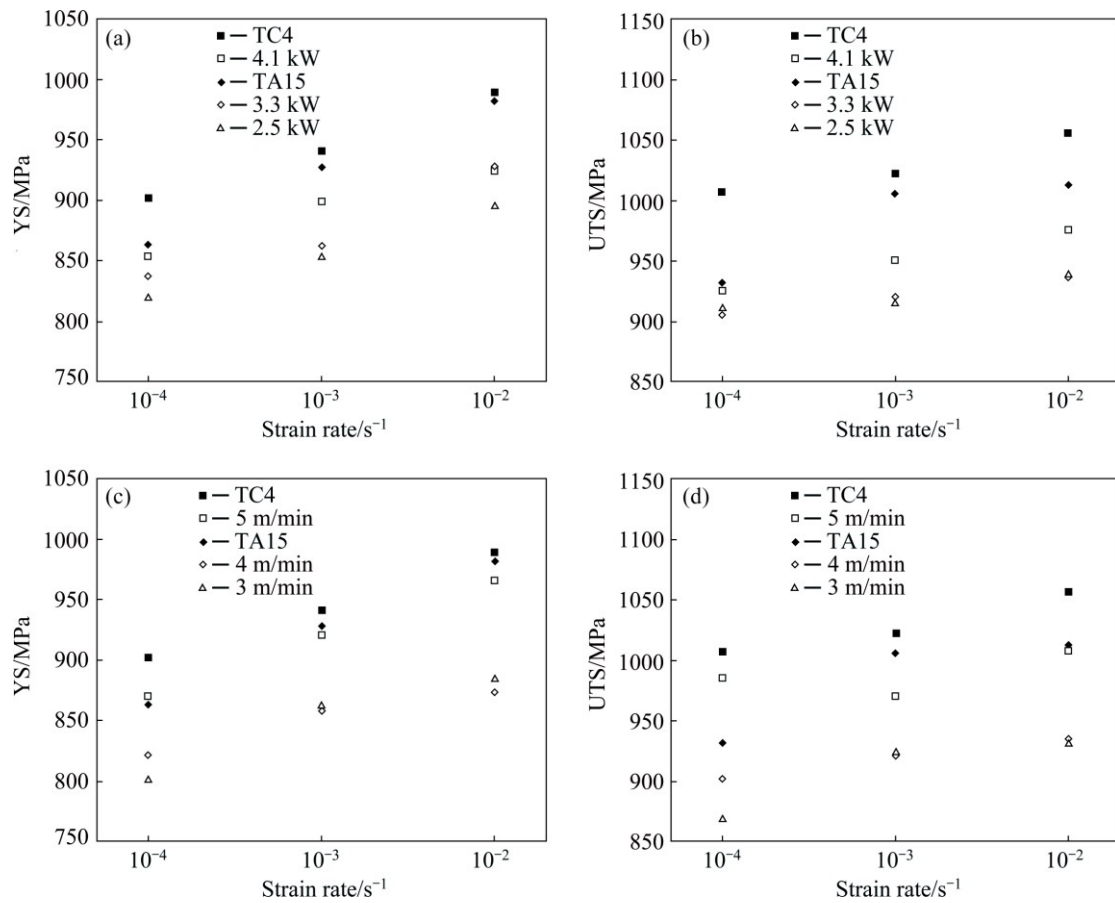 (a)
■ — TC4
□ — 4.1 kW
◆ — TA15
◇ — 3.3 kW
△ — 2.5 kW
1050
1000
950
900
850
800
750
YS/MPa
10⁻⁴ 10⁻³ 10⁻²
Strain rate/s⁻¹
(b)
■ — TC4
□ — 4.1 kW
◆ — TA15
◇ — 3.3 kW
△ — 2.5 kW
1150
1100
1050
1000
950
900
850
UTS/MPa
10⁻⁴ 10⁻³ 10⁻²
Strain rate/s⁻¹
(c)
■ — TC4
□ — 5 m/min
◆ — TA15
◇ — 4 m/min
△ — 3 m/min
1050
1000
950
900
850
800
750
YS/MPa
10⁻⁴ 10⁻³ 10⁻²
Strain rate/s⁻¹
(d)
■ — TC4
□ — 5 m/min
◆ — TA15
◇ — 4 m/min
△ — 3 m/min
1150
1100
1050
1000
950
900
850
UTS/MPa
10⁻⁴ 10⁻³ 10⁻²
Strain rate/s⁻¹